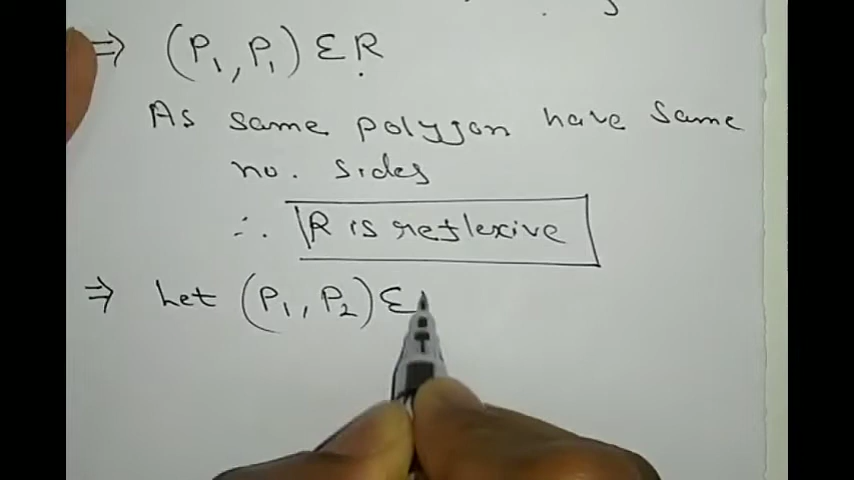 ⇒ (P₁, P₁) ∈ R
As same polygon have same
no. sides
∴ R is reflexive
⇒ Let (P₁, P₂) ∈